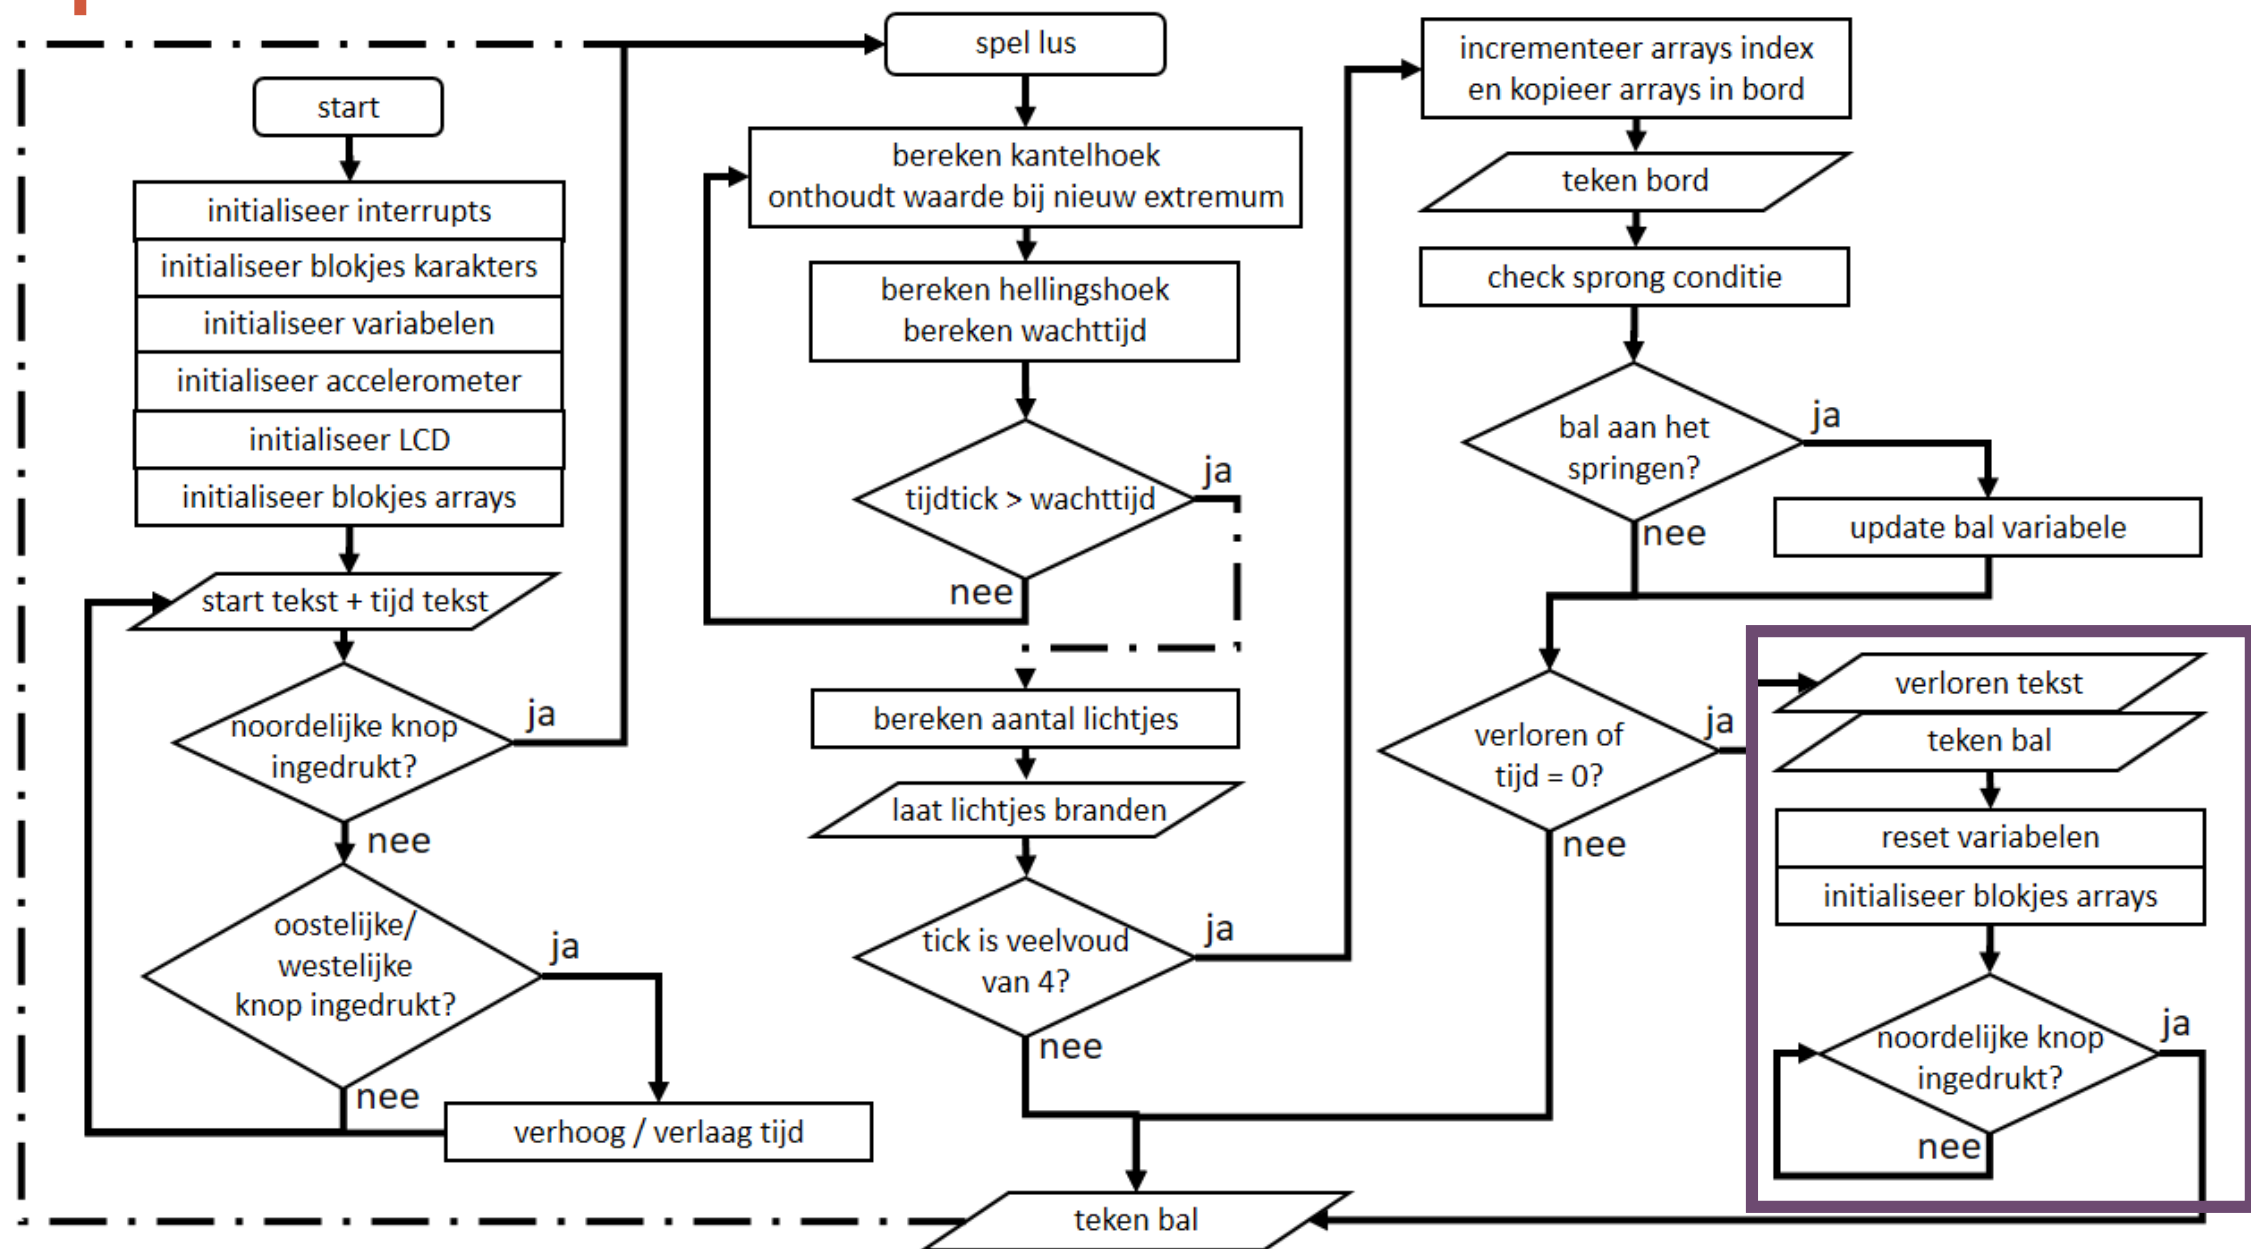 start
initialiseer interrupts
initialiseer blokjes karakters
initialiseer variabelen
initialiseer accelerometer
initialiseer LCD
initialiseer blokjes arrays
start tekst + tijd tekst
noordelijke knop
ingedrukt?
ja
nee
oostelijke/
westelijke
knop ingedrukt?
ja
nee
verhoog / verlaag tijd
spel lus
bereken kantelhoek
onthoudt waarde bij nieuw extremum
bereken hellingshoek
bereken wachttijd
tijdtick > wachttijd
ja
nee
bereken aantal lichtjes
laat lichtjes branden
tick is veelvoud
van 4?
ja
nee
teken bal
incrementeer arrays index
en kopieer arrays in bord
teken bord
check sprong conditie
bal aan het
springen?
ja
nee
update bal variabele
verloren of
tijd = 0?
ja
nee
verloren tekst
teken bal
reset variabelen
initialiseer blokjes arrays
noordelijke knop
ingedrukt?
ja
nee